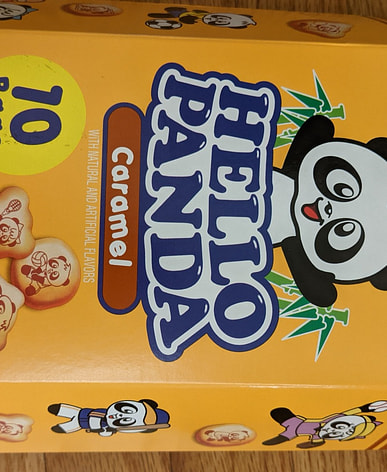 HELLO
PANDA
Caramel
WITH NATURAL AND ARTIFICIAL FLAVORS
10